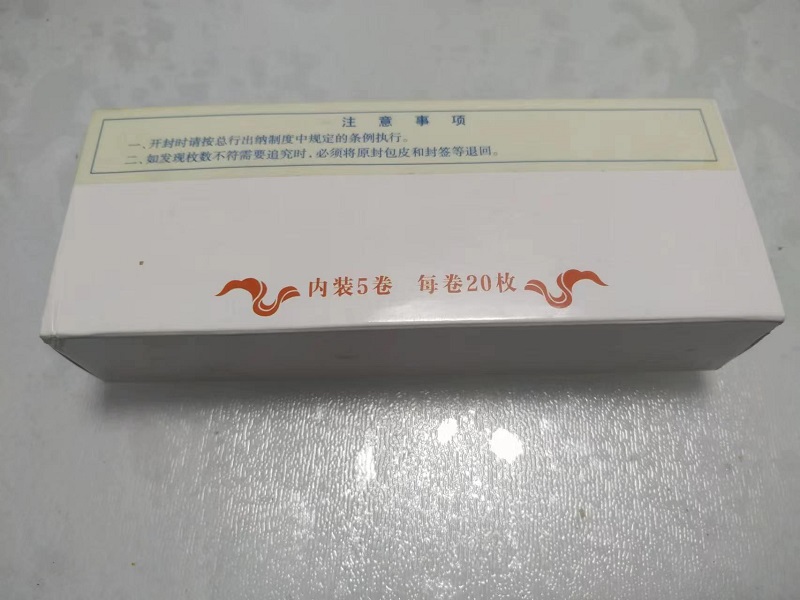 注意事项
一、开封时请按总行出纳制度中规定的条例执行。
二、如发现枚数不符需要追究时，必须将原封包皮和封签等退回。
内装5卷 每卷20枚